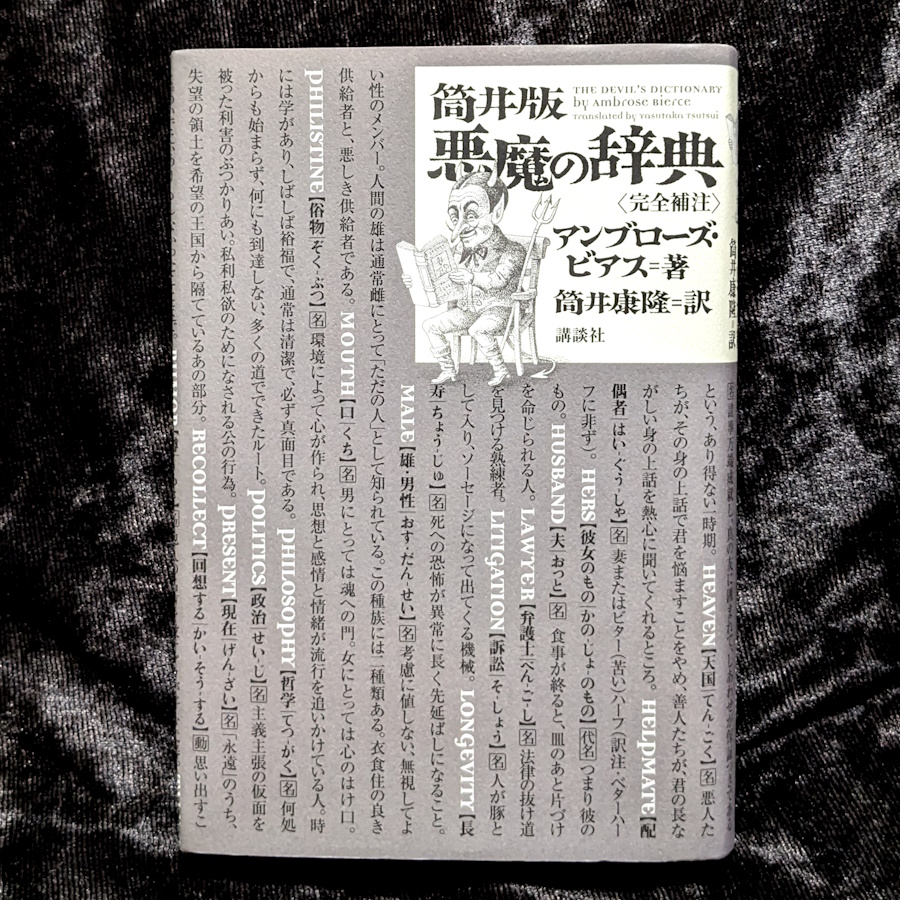 筒井版
THE DEVIL'S DICTIONARY
by Ambrose Bierce
translated by Yasutaka Tsutsui
悪魔の辞典
〈完全補注〉
アンブローズ・
ビアス=著
筒井康隆=訳
講談社
筒井康隆=訳
という、あり得ない一時期。 HEAVEN【天国 てん-ごく】名 悪人た
ちが、その身の上話で君を悩ますことをやめ、善人たちが、君の長な
がしい身の上話を熱心に聞いてくれるところ。 HELPMATE【配
偶者 はい-ぐう-しゃ】名 妻またはビター（苦い）ハーフ（訳注 ベターハー
フに非ず）。 HERS【彼女のもの かの-じょ-のもの】代名 つまり彼の
もの。 HUSBAND【夫 おっと】名 食事が終ると、皿のあと片づけ
を命じられる人。 LAWYER【弁護士 べん-ご-し】名 法律の抜け道
を見つける熟練者。 LITIGATION【訴訟 そ-しょう】名 人が豚と
して入り、ソーセージになって出てくる機械。 LONGEVITY【長
寿 ちょう-じゅ】名 死への恐怖が異常に長く先延ばしになること。
MALE【雄・男性 おす・だん-せい】名 考慮に値しない、無視してよ
い性のメンバー。人間の雄は通常雌にとって「ただの人」として知られている。この種族には二種類ある。衣食住の良き
供給者と、悪しき供給者である。 MOUTH【口 くち】名 男にとっては魂への門。女にとっては心のはけ口。
PHILISTINE【俗物 ぞく-ぶつ】名 環境によって心が作られ、思想と感情と情緒が流行を追いかけている人。時
には学があり、しばしば裕福で、通常は清潔で、必ず真面目である。 PHILOSOPHY【哲学 てつ-がく】名 何処
からも始まらず、何にも到達しない、多くの道でできたルート。 POLITICS【政治 せい-じ】名 主義主張の仮面を
被った利害のぶつかりあい。私利私欲のためになされる公の行為。 PRESENT【現在 げん-ざい】名 「永遠」のうち、
失望の領土を希望の王国から隔てているあの部分。 RECOLLECT【回想する かい-そう-する】動 思い出すこ